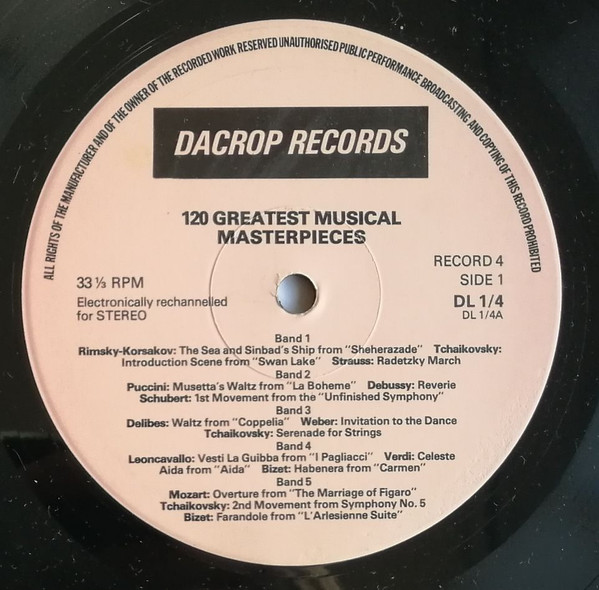 ALL RIGHTS OF THE MANUFACTURER AND OF THE OWNER OF THE RECORDED WORK RESERVED UNAUTHORISED PUBLIC PERFORMANCE BROADCASTING AND COPYING OF THIS RECORD PROHIBITED
DACROP RECORDS
120 GREATEST MUSICAL
MASTERPIECES
RECORD 4
33 ⅓ RPM
SIDE 1
Electronically rechannelled
for STEREO
DL 1/4
DL 1/4A
Band 1
Rimsky-Korsakov: The Sea and Sinbad's Ship from "Sheherazade" Tchaikovsky:
Introduction Scene from "Swan Lake" Strauss: Radetzky March
Band 2
Puccini: Musetta's Waltz from "La Boheme" Debussy: Reverie
Schubert: 1st Movement from the "Unfinished Symphony"
Band 3
Delibes: Waltz from "Coppelia" Weber: Invitation to the Dance
Tchaikovsky: Serenade for Strings
Band 4
Leoncavallo: Vesti La Guibba from "I Pagliacci" Verdi: Celeste
Aida from "Aida" Bizet: Habenera from "Carmen"
Band 5
Mozart: Overture from "The Marriage of Figaro"
Tchaikovsky: 2nd Movement from Symphony No. 5
Bizet: Farandole from "L'Arlesienne Suite"